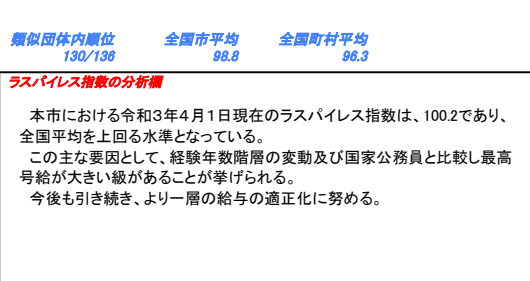 類似団体内順位 全国市平均 全国町村平均
130/136 98.8 96.3
ラスパイレス指数の分析欄
本市における令和３年４月１日現在のラスパイレス指数は、100.2であり、
全国平均を上回る水準となっている。
この主な要因として、経験年数階層の変動及び国家公務員と比較し最高
号給が大きい級があることが挙げられる。
今後も引き続き、より一層の給与の適正化に努める。